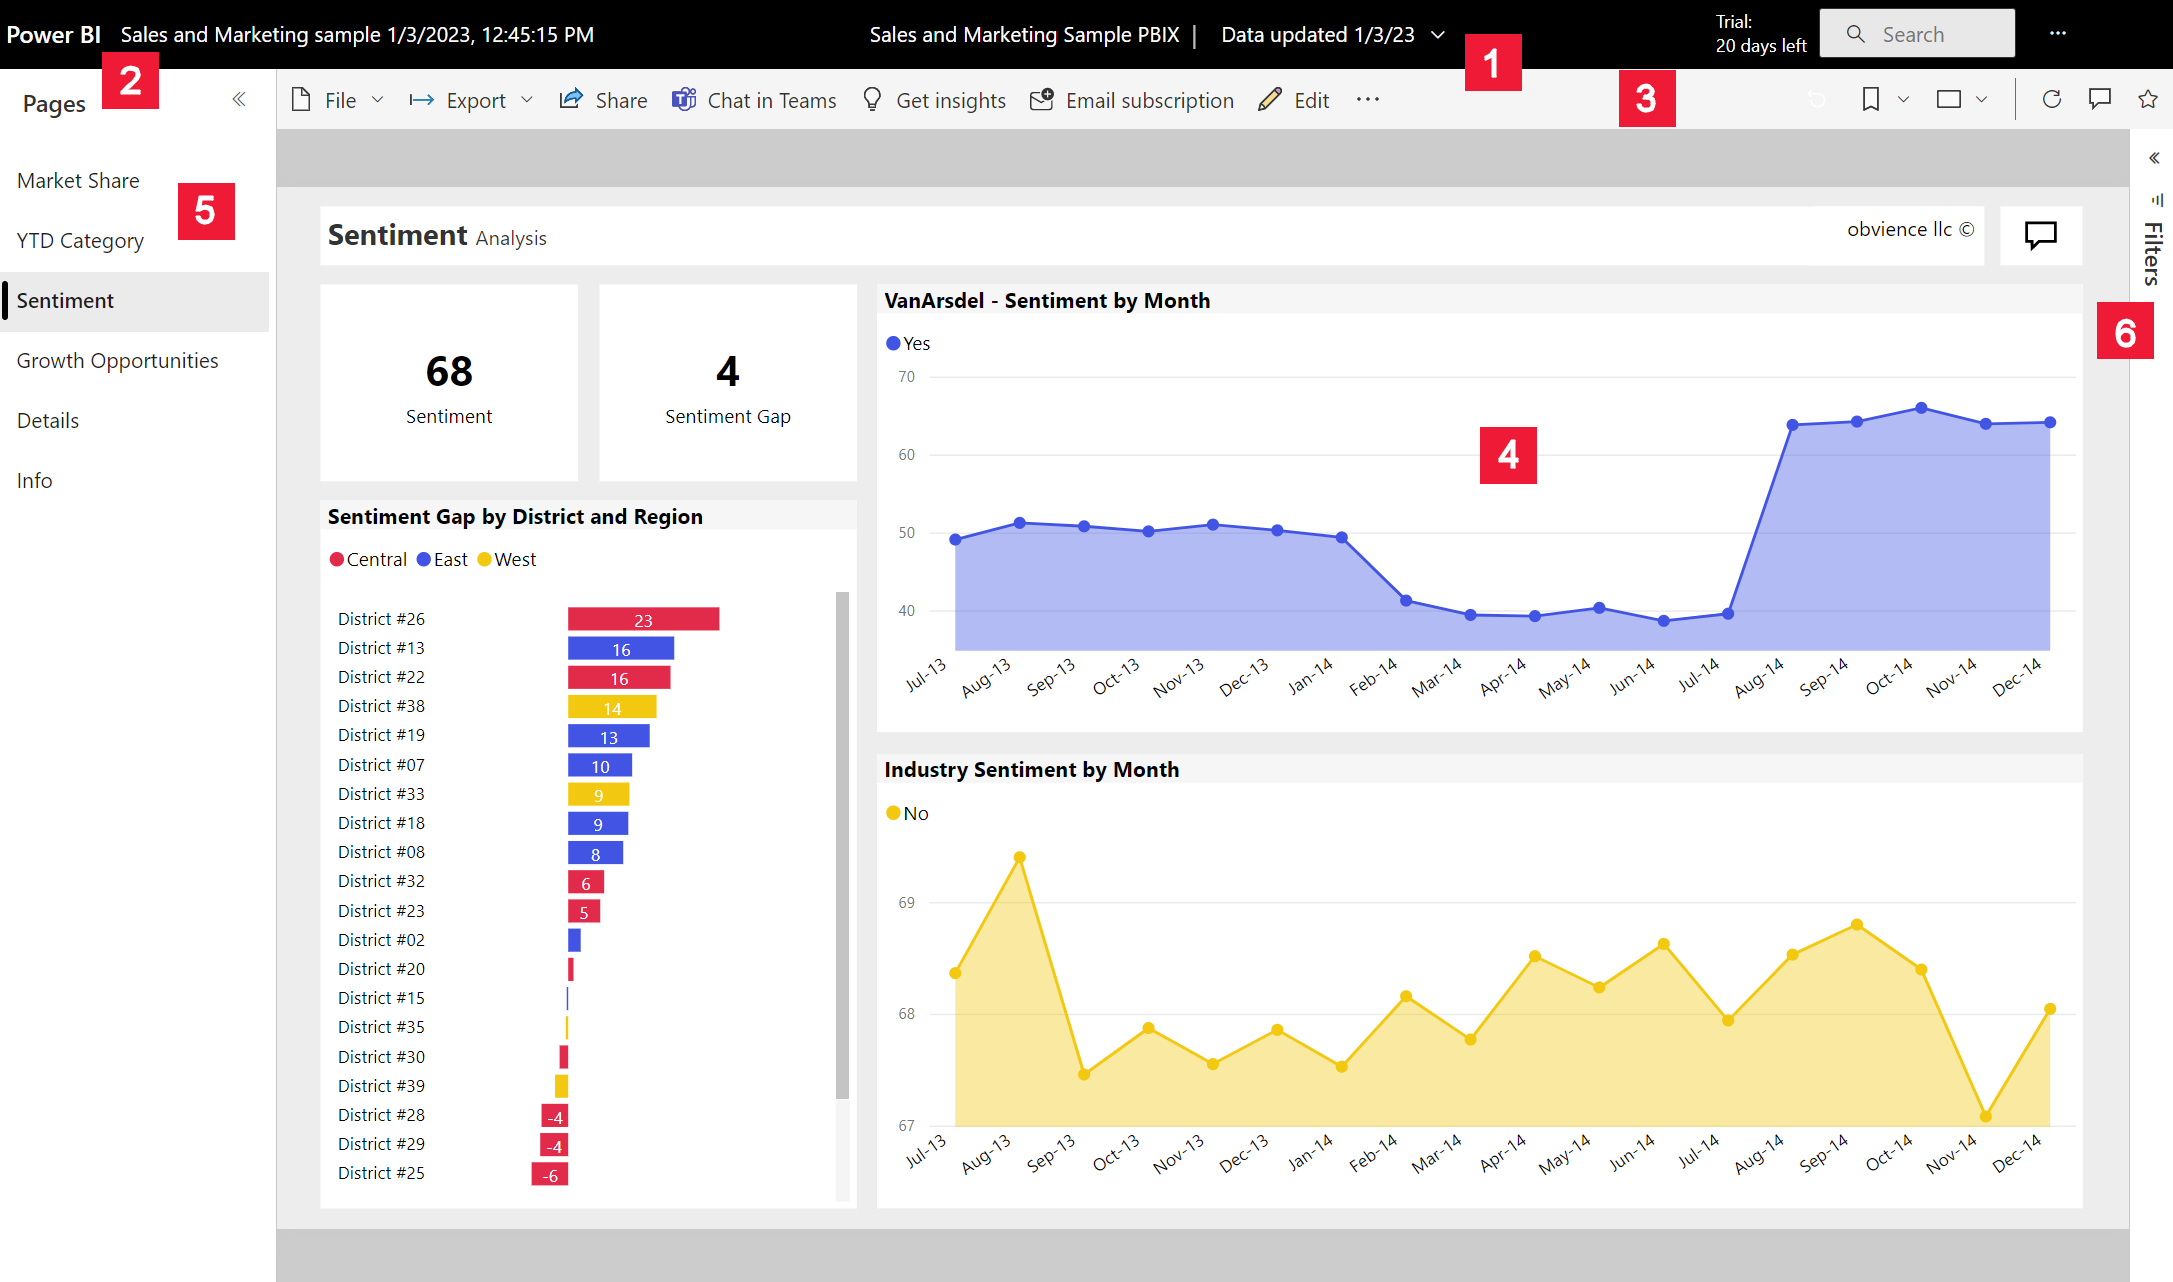 Power BI Sales and Marketing sample 1/3/2023, 12:45:15 PM
Sales and Marketing Sample PBIX | Data updated 1/3/23
Trial:
20 days left
Search
1
2
Pages
File
Export
Share
Chat in Teams
Get insights
Email subscription
Edit
3
Market Share
5
YTD Category
Sentiment
Growth Opportunities
Details
Info
Filters
6
Sentiment Analysis
obvience llc ©
68
Sentiment
4
Sentiment Gap
VanArsdel - Sentiment by Month
Yes
70
60
50
40
4
Jul-13 Aug-13 Sep-13 Oct-13 Nov-13 Dec-13 Jan-14 Feb-14 Mar-14 Apr-14 May-14 Jun-14 Jul-14 Aug-14 Sep-14 Oct-14 Nov-14 Dec-14
Sentiment Gap by District and Region
Central East West
District #26 23
District #13 16
District #22 16
District #38 14
District #19 13
District #07 10
District #33 9
District #18 9
District #08 8
District #32 6
District #23 5
District #02
District #20
District #15
District #35
District #30
District #39
District #28 -4
District #29 -4
District #25 -6
Industry Sentiment by Month
No
69
68
67
Jul-13 Aug-13 Sep-13 Oct-13 Nov-13 Dec-13 Jan-14 Feb-14 Mar-14 Apr-14 May-14 Jun-14 Jul-14 Aug-14 Sep-14 Oct-14 Nov-14 Dec-14